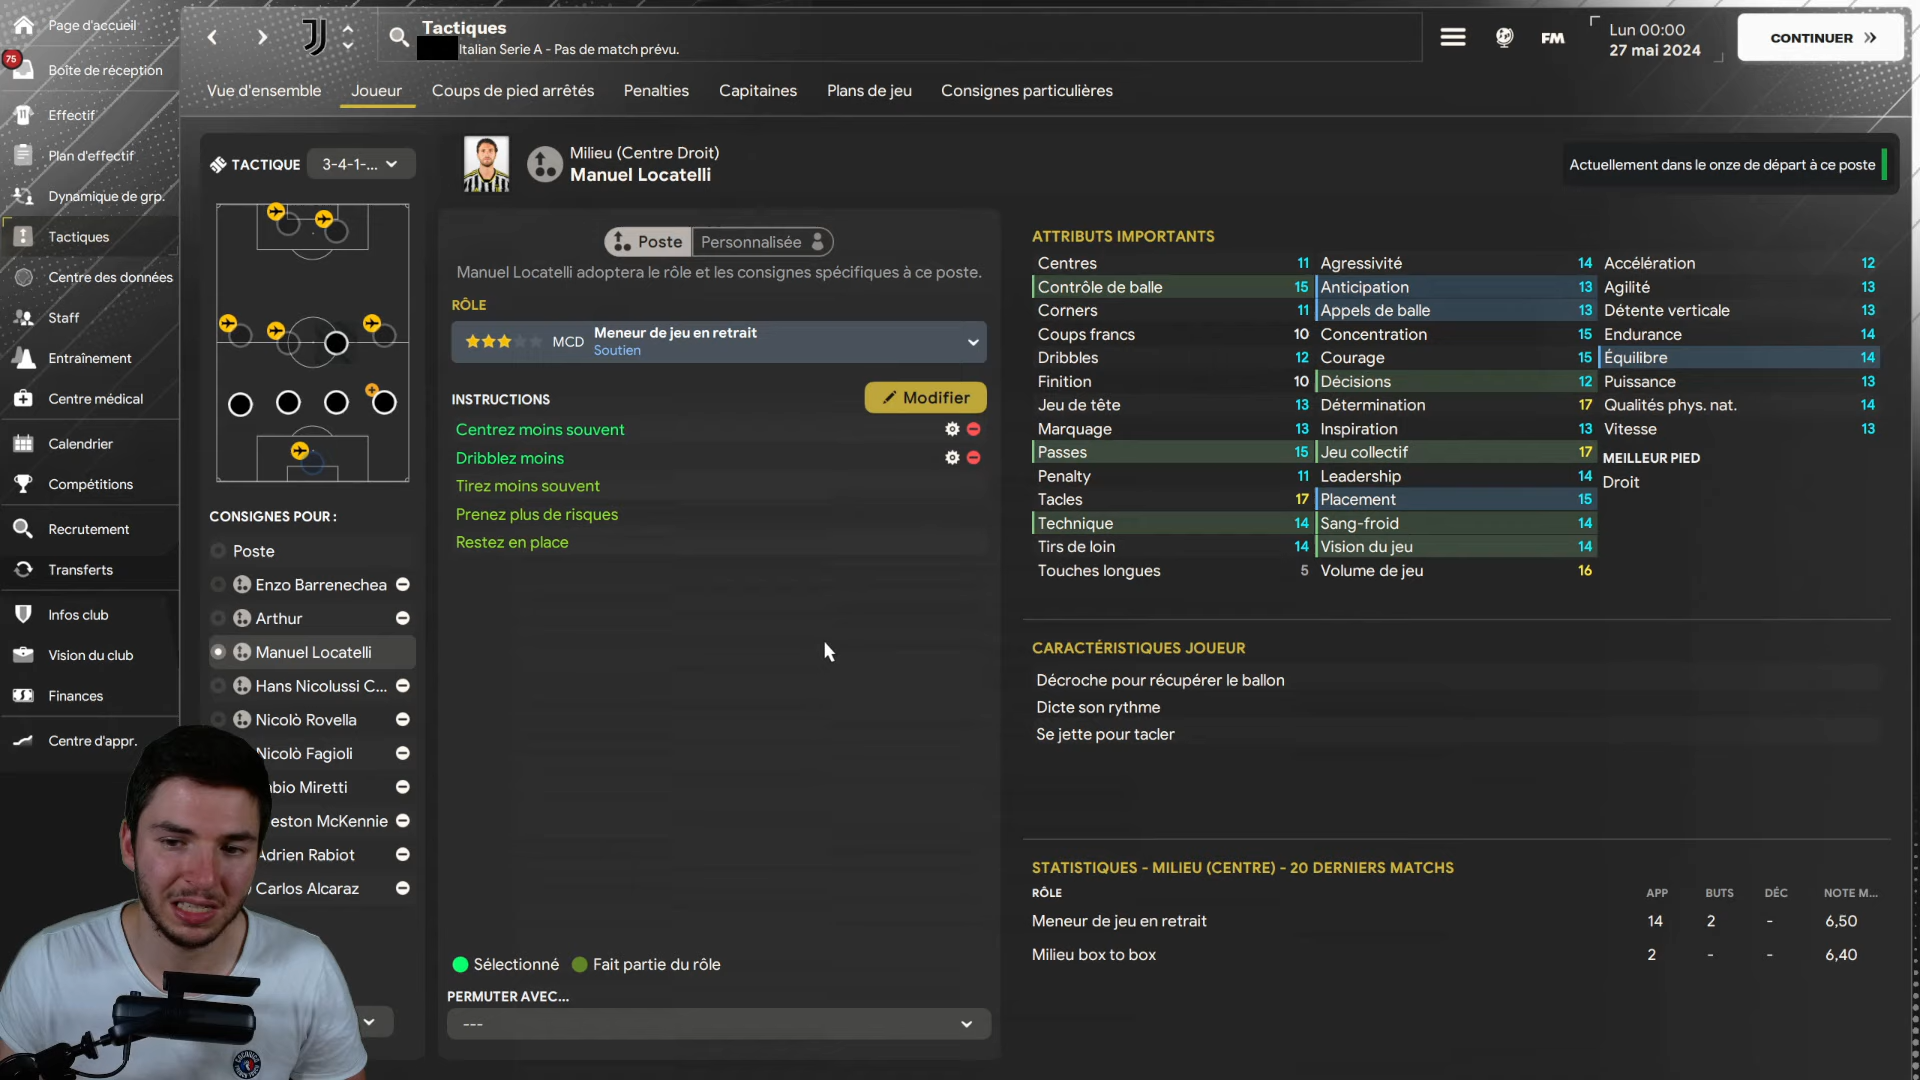 Page d'accueil
75
Boîte de réception
Effectif
Plan d'effectif
Dynamique de grp.
Tactiques
Centre des données
Staff
Entraînement
Centre médical
Calendrier
Compétitions
Recrutement
Transferts
Infos club
Vision du club
Finances
Centre d'appr.
Tactiques
Italian Serie A - Pas de match prévu.
FM
Lun 00:00
27 mai 2024
CONTINUER
Vue d'ensemble Joueur Coups de pied arrêtés Penalties Capitaines Plans de jeu Consignes particulières
TACTIQUE 3-4-1-...
CONSIGNES POUR :
Poste
Enzo Barrenechea
Arthur
Manuel Locatelli
Hans Nicolussi C...
Nicolò Rovella
Nicolò Fagioli
abio Miretti
eston McKennie
Adrien Rabiot
Carlos Alcaraz
Milieu (Centre Droit)
Manuel Locatelli
Actuellement dans le onze de départ à ce poste
Poste Personnalisée
Manuel Locatelli adoptera le rôle et les consignes spécifiques à ce poste.
RÔLE
MCD Meneur de jeu en retrait
Soutien
INSTRUCTIONS Modifier
Centrez moins souvent
Dribblez moins
Tirez moins souvent
Prenez plus de risques
Restez en place
Sélectionné Fait partie du rôle
PERMUTER AVEC...
---
ATTRIBUTS IMPORTANTS
Centres 11 Agressivité 14 Accélération 12
Contrôle de balle 15 Anticipation 13 Agilité 13
Corners 11 Appels de balle 13 Détente verticale 13
Coups francs 10 Concentration 15 Endurance 14
Dribbles 12 Courage 15 Équilibre 14
Finition 10 Décisions 12 Puissance 13
Jeu de tête 13 Détermination 17 Qualités phys. nat. 14
Marquage 13 Inspiration 13 Vitesse 13
Passes 15 Jeu collectif 17 MEILLEUR PIED
Penalty 11 Leadership 14 Droit
Tacles 17 Placement 15
Technique 14 Sang-froid 14
Tirs de loin 14 Vision du jeu 14
Touches longues 5 Volume de jeu 16
CARACTÉRISTIQUES JOUEUR
Décroche pour récupérer le ballon
Dicte son rythme
Se jette pour tacler
STATISTIQUES - MILIEU (CENTRE) - 20 DERNIERS MATCHS
RÔLE APP BUTS DÉC NOTE M...
Meneur de jeu en retrait 14 2 - 6,50
Milieu box to box 2 - - 6,40